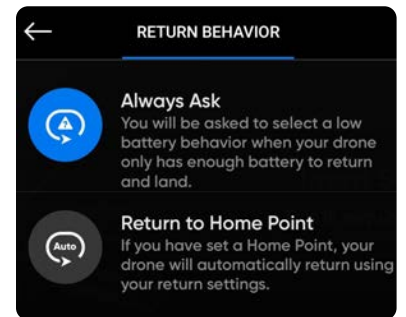 RETURN BEHAVIOR
Always Ask
You will be asked to select a low
battery behavior when your drone
only has enough battery to return
and land.
Return to Home Point
Auto
If you have set a Home Point, your
drone will automatically return using
your return settings.